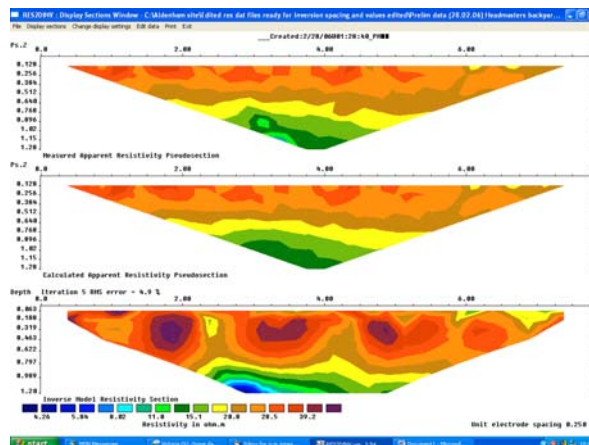 RES2DINV : Display Sections Window - C:\Aldenham site\Edited res dat files ready for inversion spacing and values edited\Prelim data (28.02.06) Headmasters backyar...
File Display sections Change display settings Edit data Print Exit
Ps.Z 0.0 2.00 4.00 6.00
0.128
0.256
0.384
0.512
0.640
0.768
0.896
1.02
1.15
1.28
Measured Apparent Resistivity Pseudosection
Ps.Z 0.0 2.00 4.00 6.00
0.128
0.256
0.384
0.512
0.640
0.768
0.896
1.02
1.15
1.28
Calculated Apparent Resistivity Pseudosection
Depth Iteration 5 RMS error = 4.9 %
0.0 2.00 4.00 6.00
0.063
0.188
0.319
0.463
0.622
0.797
0.989
1.20
Inverse Model Resistivity Section
4.26 5.84 8.02 11.0 15.1 20.8 28.5 39.2
Resistivity in ohm.m
Unit electrode spacing 0.250
start